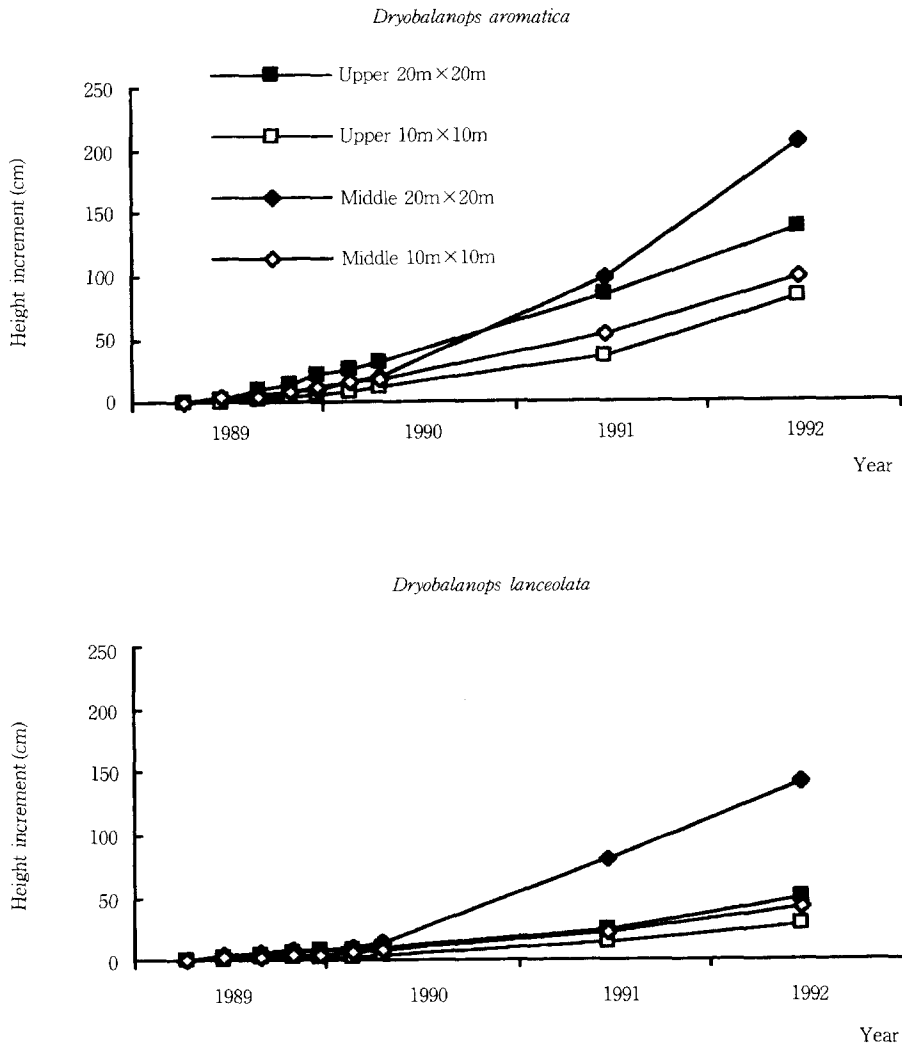 Dryobalanops aromatica
Upper 20m×20m
Upper 10m×10m
Middle 20m×20m
Middle 10m×10m
Height increment (cm)
250
200
150
100
50
0
1989 1990 1991 1992
Year
Dryobalanops lanceolata
Height increment (cm)
250
200
150
100
50
0
1989 1990 1991 1992
Year